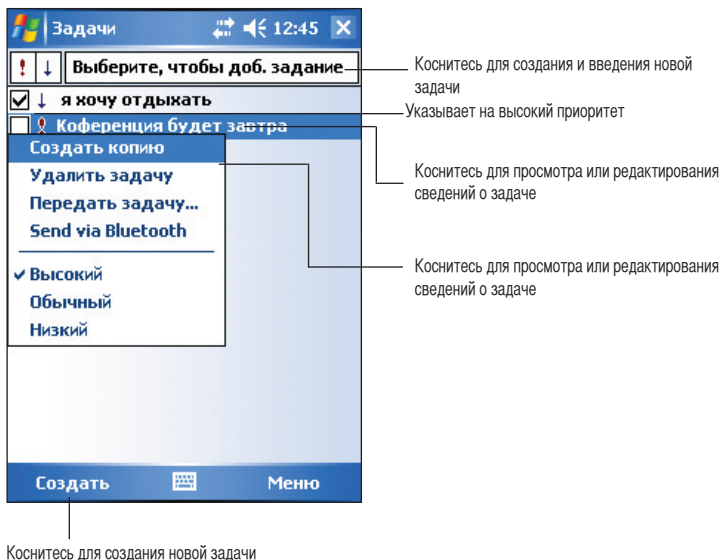 Задачи 12:45
Выберите, чтобы доб. задание
Коснитесь для создания и введения новой
задачи
я хочу отдыхать
Указывает на высокий приоритет
Коференция будет завтра
Коснитесь для просмотра или редактирования
сведений о задаче
Создать копию
Удалить задачу
Передать задачу...
Send via Bluetooth
Высокий
Обычный
Низкий
Коснитесь для просмотра или редактирования
сведений о задаче
Создать Меню
Коснитесь для создания новой задачи